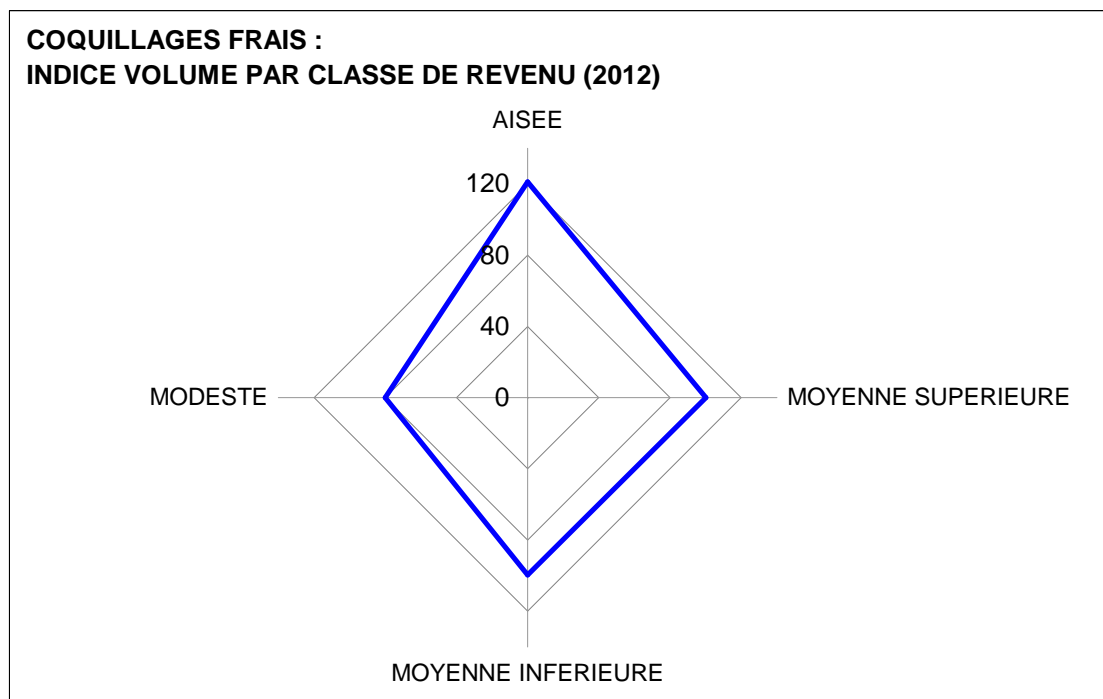 COQUILLAGES FRAIS :
INDICE VOLUME PAR CLASSE DE REVENU (2012)
AISEE
120
80
40
0
MODESTE
MOYENNE SUPERIEURE
MOYENNE INFERIEURE